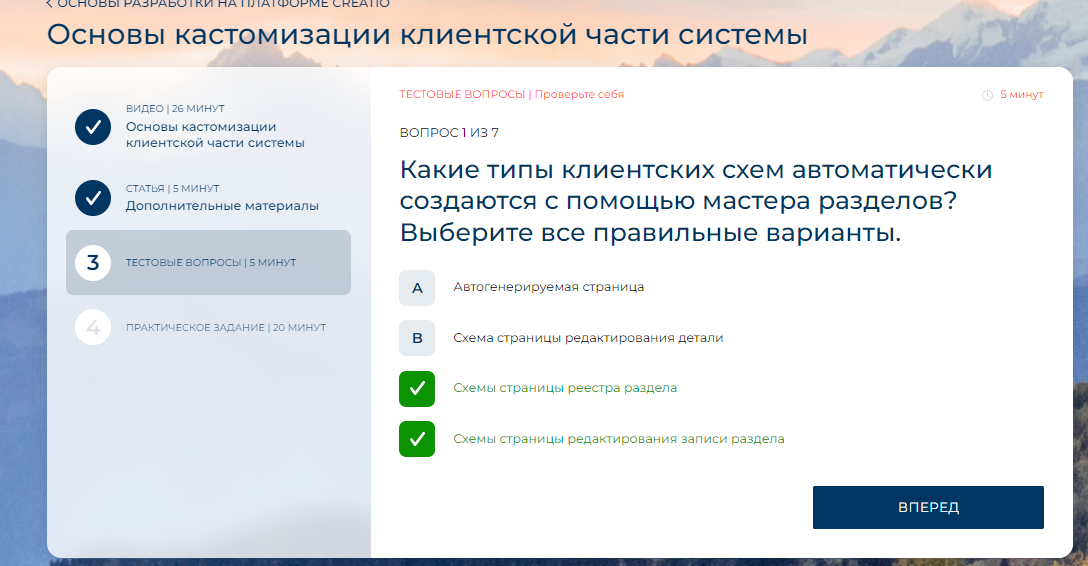 < ОСНОВЫ РАЗРАБОТКИ НА ПЛАТФОРМЕ CREATIO
Основы кастомизации клиентской части системы
ВИДЕО | 26 МИНУТ
Основы кастомизации
клиентской части системы
СТАТЬЯ | 5 МИНУТ
Дополнительные материалы
3
ТЕСТОВЫЕ ВОПРОСЫ | 5 МИНУТ
4
ПРАКТИЧЕСКОЕ ЗАДАНИЕ | 20 МИНУТ
ТЕСТОВЫЕ ВОПРОСЫ | Проверьте себя
5 минут
ВОПРОС 1 ИЗ 7
Какие типы клиентских схем автоматически
создаются с помощью мастера разделов?
Выберите все правильные варианты.
A Автогенерируемая страница
B Схема страницы редактирования детали
Схемы страницы реестра раздела
Схемы страницы редактирования записи раздела
ВПЕРЕД